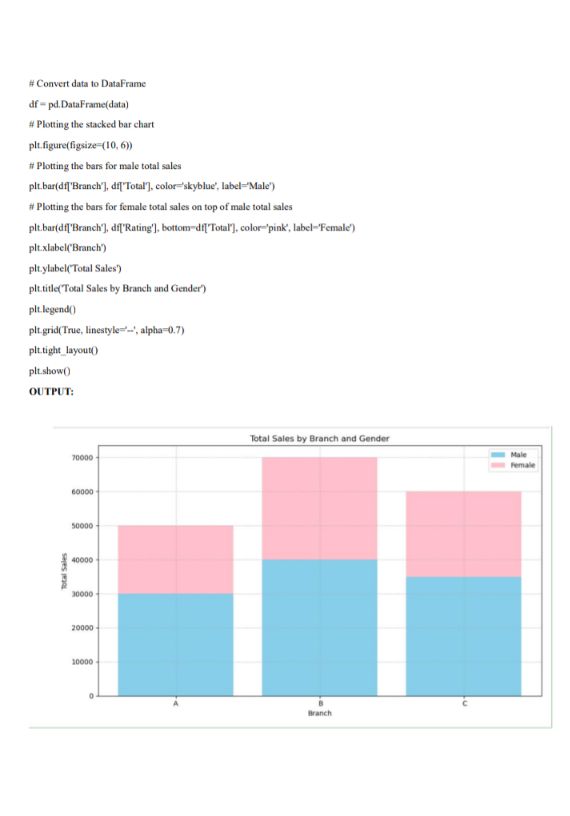 # Convert data to DataFrame
df = pd.DataFrame(data)
# Plotting the stacked bar chart
plt.figure(figsize=(10, 6))
# Plotting the bars for male total sales
plt.bar(df['Branch'], df['Total'], color='skyblue', label='Male')
# Plotting the bars for female total sales on top of male total sales
plt.bar(df['Branch'], df['Rating'], bottom=df['Total'], color='pink', label='Female')
plt.xlabel('Branch')
plt.ylabel('Total Sales')
plt.title('Total Sales by Branch and Gender')
plt.legend()
plt.grid(True, linestyle='--', alpha=0.7)
plt.tight_layout()
plt.show()
OUTPUT:
Total Sales by Branch and Gender
Male
Female
70000
60000
50000
40000
30000
20000
10000
0
Total Sales
A B C
Branch